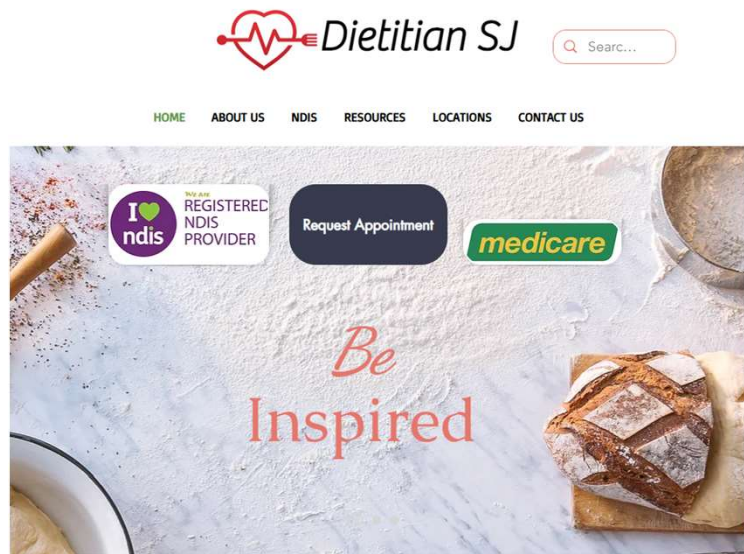 Dietitian SJ
Searc...
HOME ABOUT US NDIS RESOURCES LOCATIONS CONTACT US
We Are
I
ndis
REGISTERED
NDIS
PROVIDER
Request Appointment
medicare
Be
Inspired